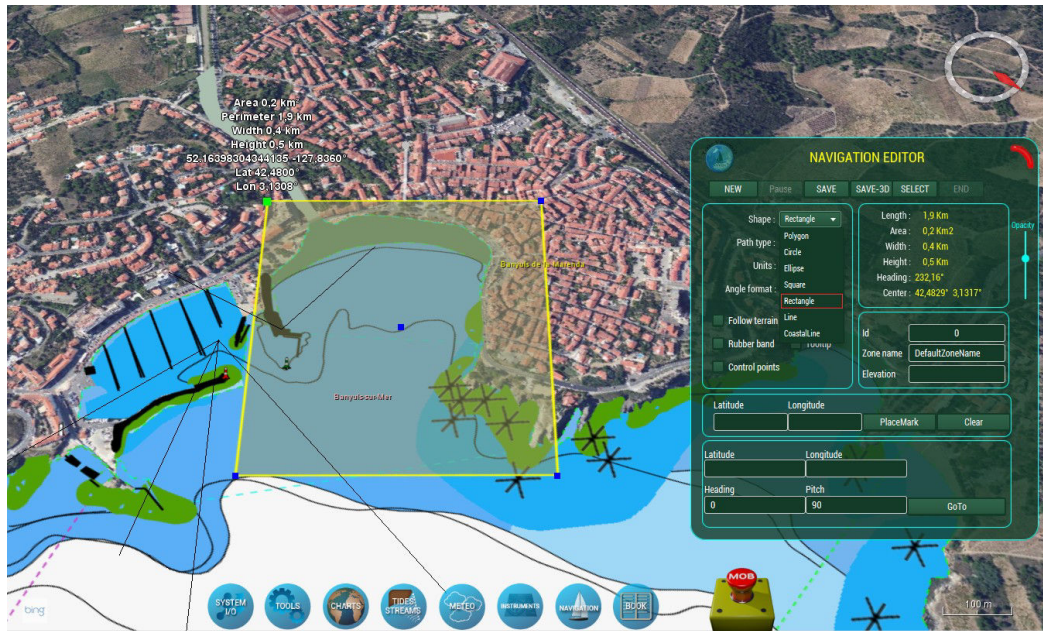 Area 0,2 km²
Perimeter 1,9 km
Width 0,4 km
Height 0,5 km
52.16398304344135 -127,8360°
Lat 42,4800°
Lon 3,1308°
Banyuls de la Marenda
Banyuls-sur-Mer
NAVIGATION EDITOR
NEW Pause SAVE SAVE-3D SELECT END
Shape : Rectangle
Polygon
Circle
Ellipse
Square
Rectangle
Line
CoastalLine
Path type :
Units :
Angle format :
Follow terrain
Rubber band Tooltip
Control points
Length : 1,9 Km
Area : 0,2 Km2
Width : 0,4 Km
Height : 0,5 Km
Heading : 232,16°
Center : 42,4829° 3,1317°
Opacity
Id 0
Zone name DefaultZoneName
Elevation
Latitude Longitude
PlaceMark Clear
Latitude Longitude
Heading Pitch
0 90 GoTo
SYSTEM
I/O
TOOLS
CHARTS
TIDES
STREAMS
METEO
INSTRUMENTS
NAVIGATION
BOOK
MOB
bing
100 m